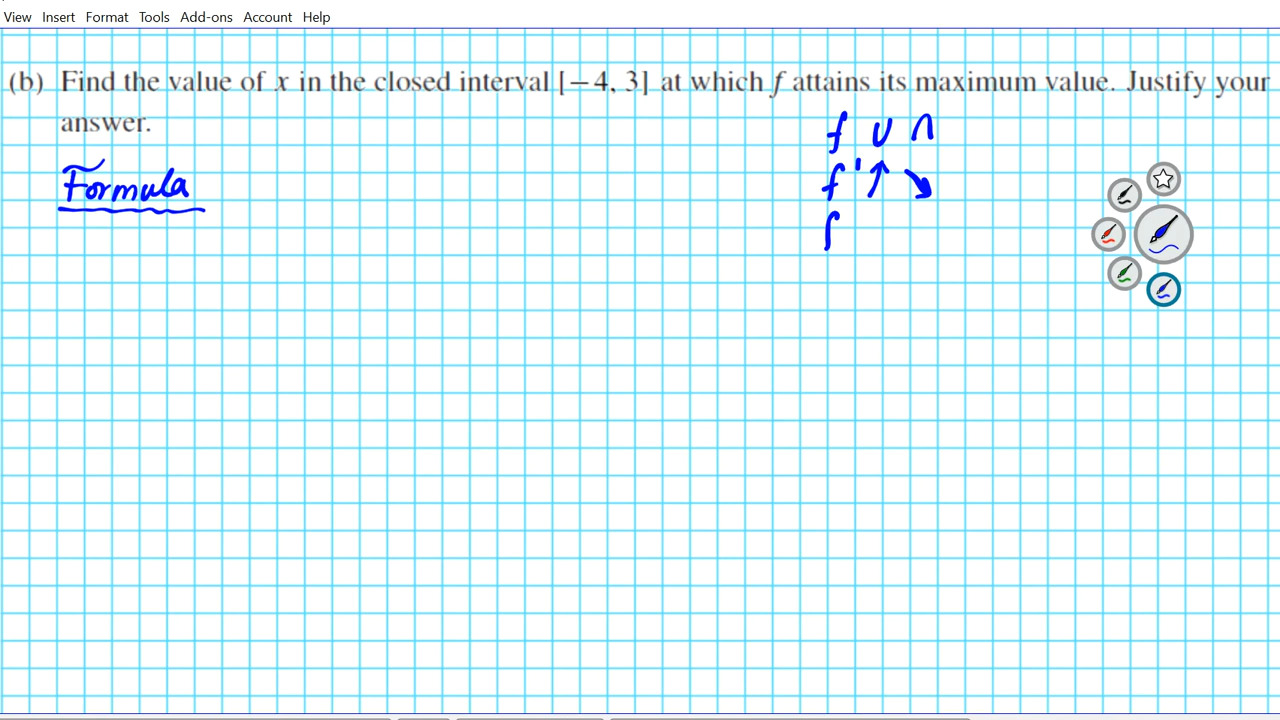 View Insert Format Tools Add-ons Account Help
(b) Find the value of x in the closed interval [−4, 3] at which f attains its maximum value. Justify your
answer.
Formula
f ∪ ∩
f' ↑ ↘